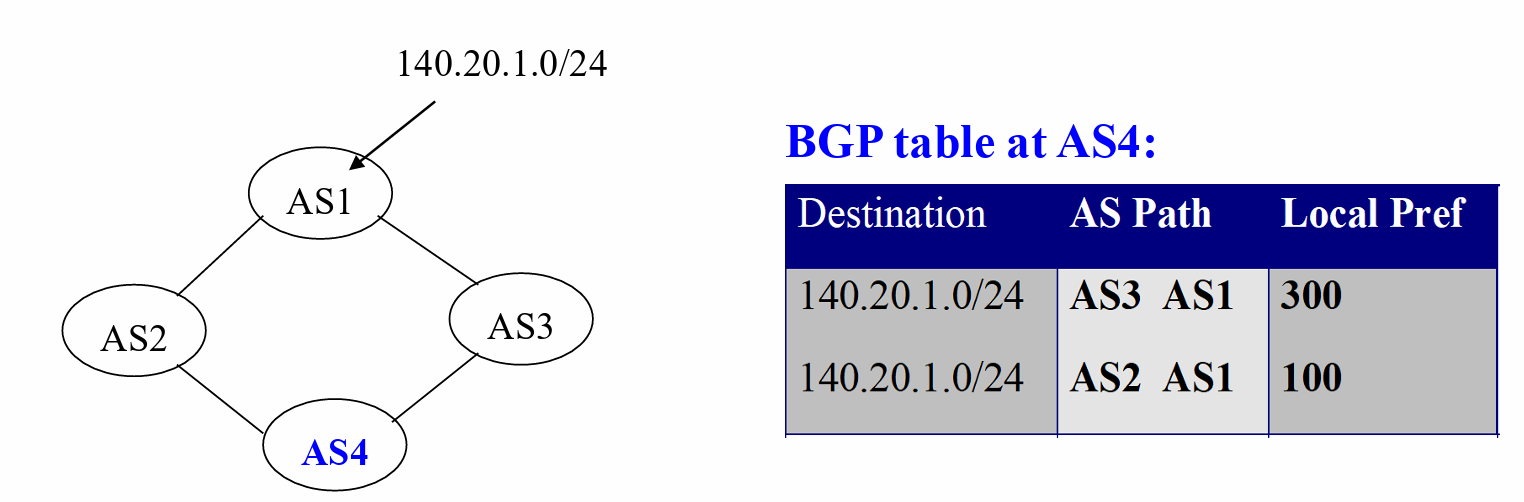 140.20.1.0/24
AS1
AS2
AS3
AS4
BGP table at AS4:
Destination AS Path Local Pref
140.20.1.0/24 AS3 AS1 300
140.20.1.0/24 AS2 AS1 100